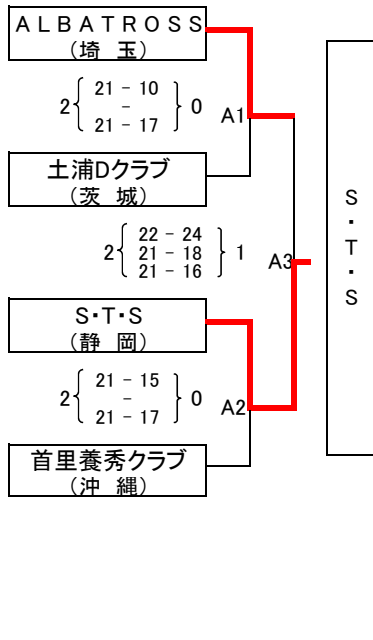 ＡＬＢＡＴＲＯＳＳ
（埼　玉）
21 - 10
2{ - }0
21 - 17
A1
土浦Dクラブ
（茨　城）
22 - 24
2{ 21 - 18 }1
21 - 16
A3
Ｓ・Ｔ・Ｓ
（静　岡）
21 - 15
2{ - }0
21 - 17
A2
首里養秀クラブ
（沖　縄）
Ｓ・Ｔ・Ｓ